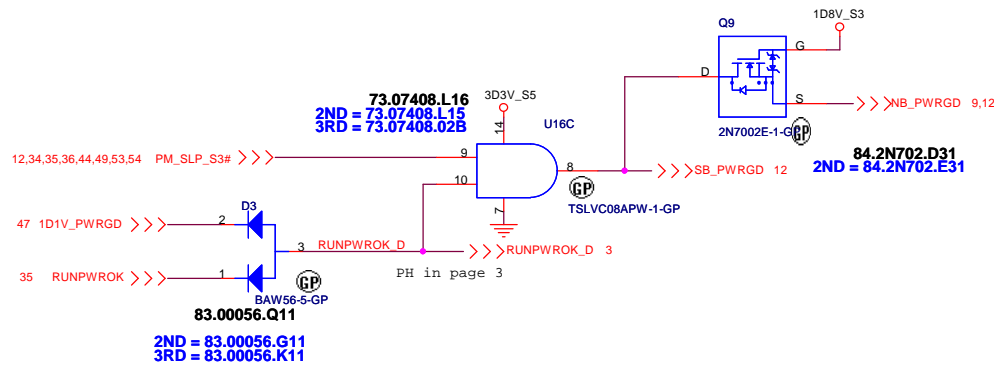 1D8V_S3
Q9
G
D
S
NB_PWRGD 9,12
2N7002E-1-GP
GP
84.2N702.D31
2ND = 84.2N702.E31
73.07408.L16
2ND = 73.07408.L15
3RD = 73.07408.02B
3D3V_S5
U16C
14
12,34,35,36,44,49,53,54 PM_SLP_S3#
9
10
8
SB_PWRGD 12
GP
TSLVC08APW-1-GP
7
D3
47 1D1V_PWRGD
2
3
RUNPWROK_D
RUNPWROK_D 3
PH in page 3
35 RUNPWROK
1
GP
BAW56-5-GP
83.00056.Q11
2ND = 83.00056.G11
3RD = 83.00056.K11